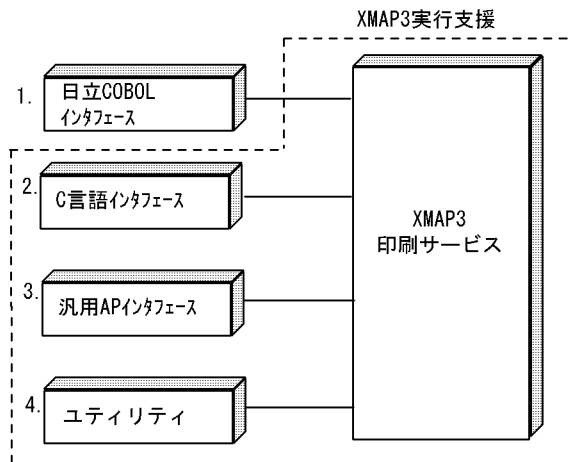 XMAP3実行支援
1.
日立COBOL
ｲﾝﾀﾌｪｰｽ
2.
C言語ｲﾝﾀﾌｪｰｽ
3.
汎用APｲﾝﾀﾌｪｰｽ
4.
ユティリティ
XMAP3
印刷サービス